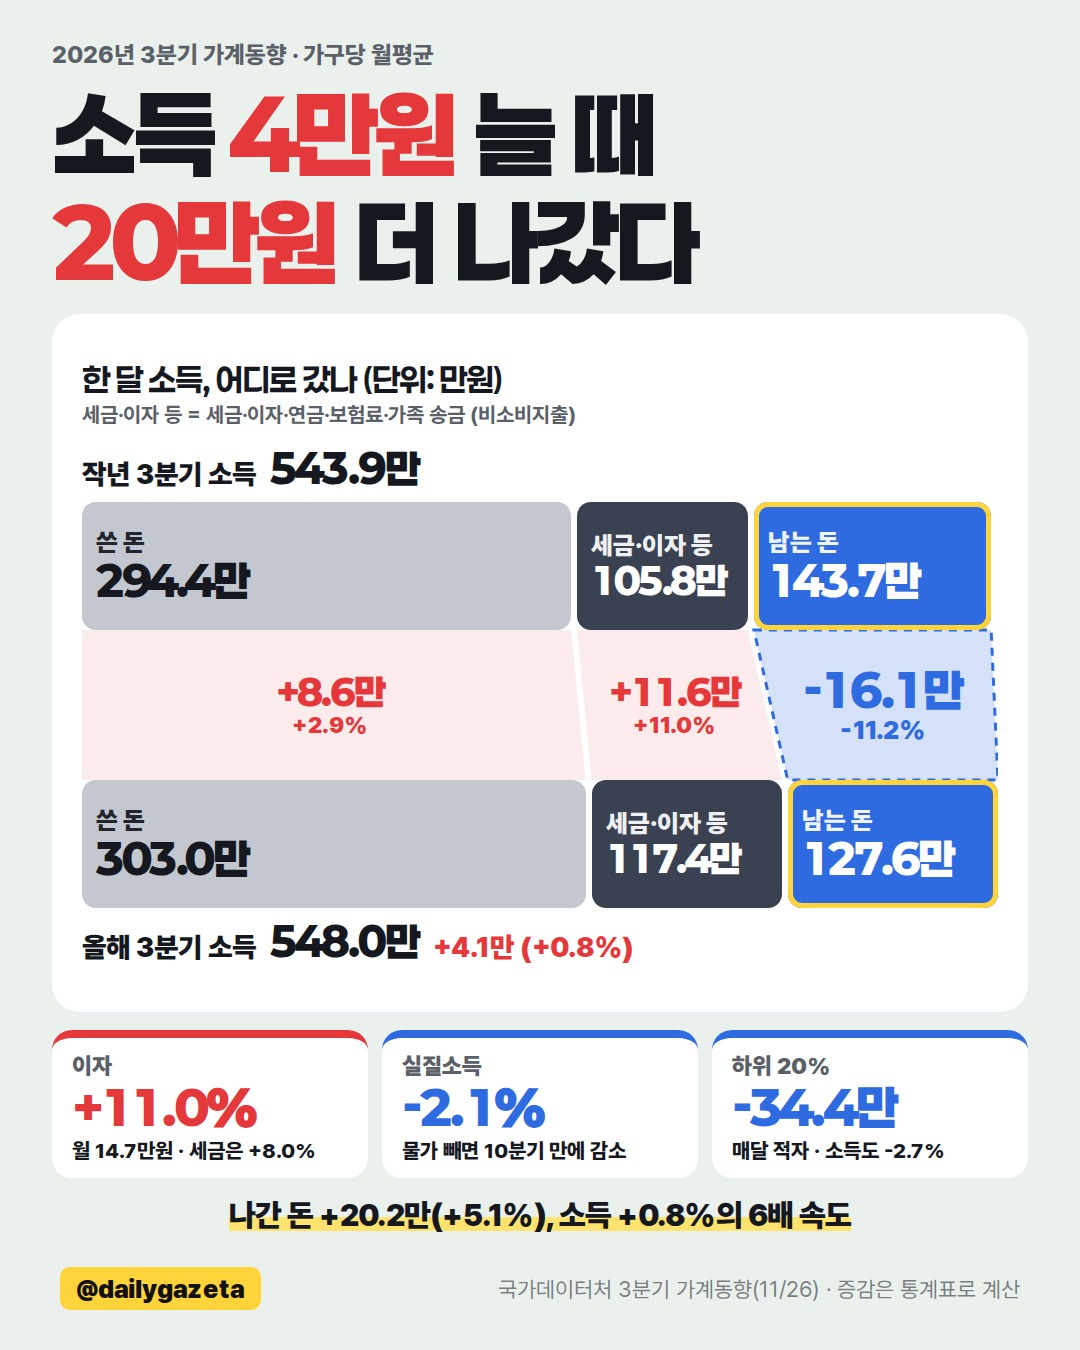 2026년 3분기 가계동향 · 가구당 월평균
소득 4만원 늘 때
20만원 더 나갔다
한 달 소득, 어디로 갔나 (단위: 만원)
세금·이자 등 = 세금·이자·연금·보험료·가족 송금 (비소비지출)
작년 3분기 소득 543.9만
쓴 돈
294.4만
세금·이자 등
105.8만
남는 돈
143.7만
+8.6만
+2.9%
+11.6만
+11.0%
-16.1만
-11.2%
쓴 돈
303.0만
세금·이자 등
117.4만
남는 돈
127.6만
올해 3분기 소득 548.0만 +4.1만 (+0.8%)
이자
+11.0%
월 14.7만원 · 세금은 +8.0%
실질소득
-2.1%
물가 빼면 10분기 만에 감소
하위 20%
-34.4만
매달 적자 · 소득도 -2.7%
나간 돈 +20.2만(+5.1%), 소득 +0.8%의 6배 속도
@dailygazeta
국가데이터처 3분기 가계동향(11/26) · 증감은 통계표로 계산